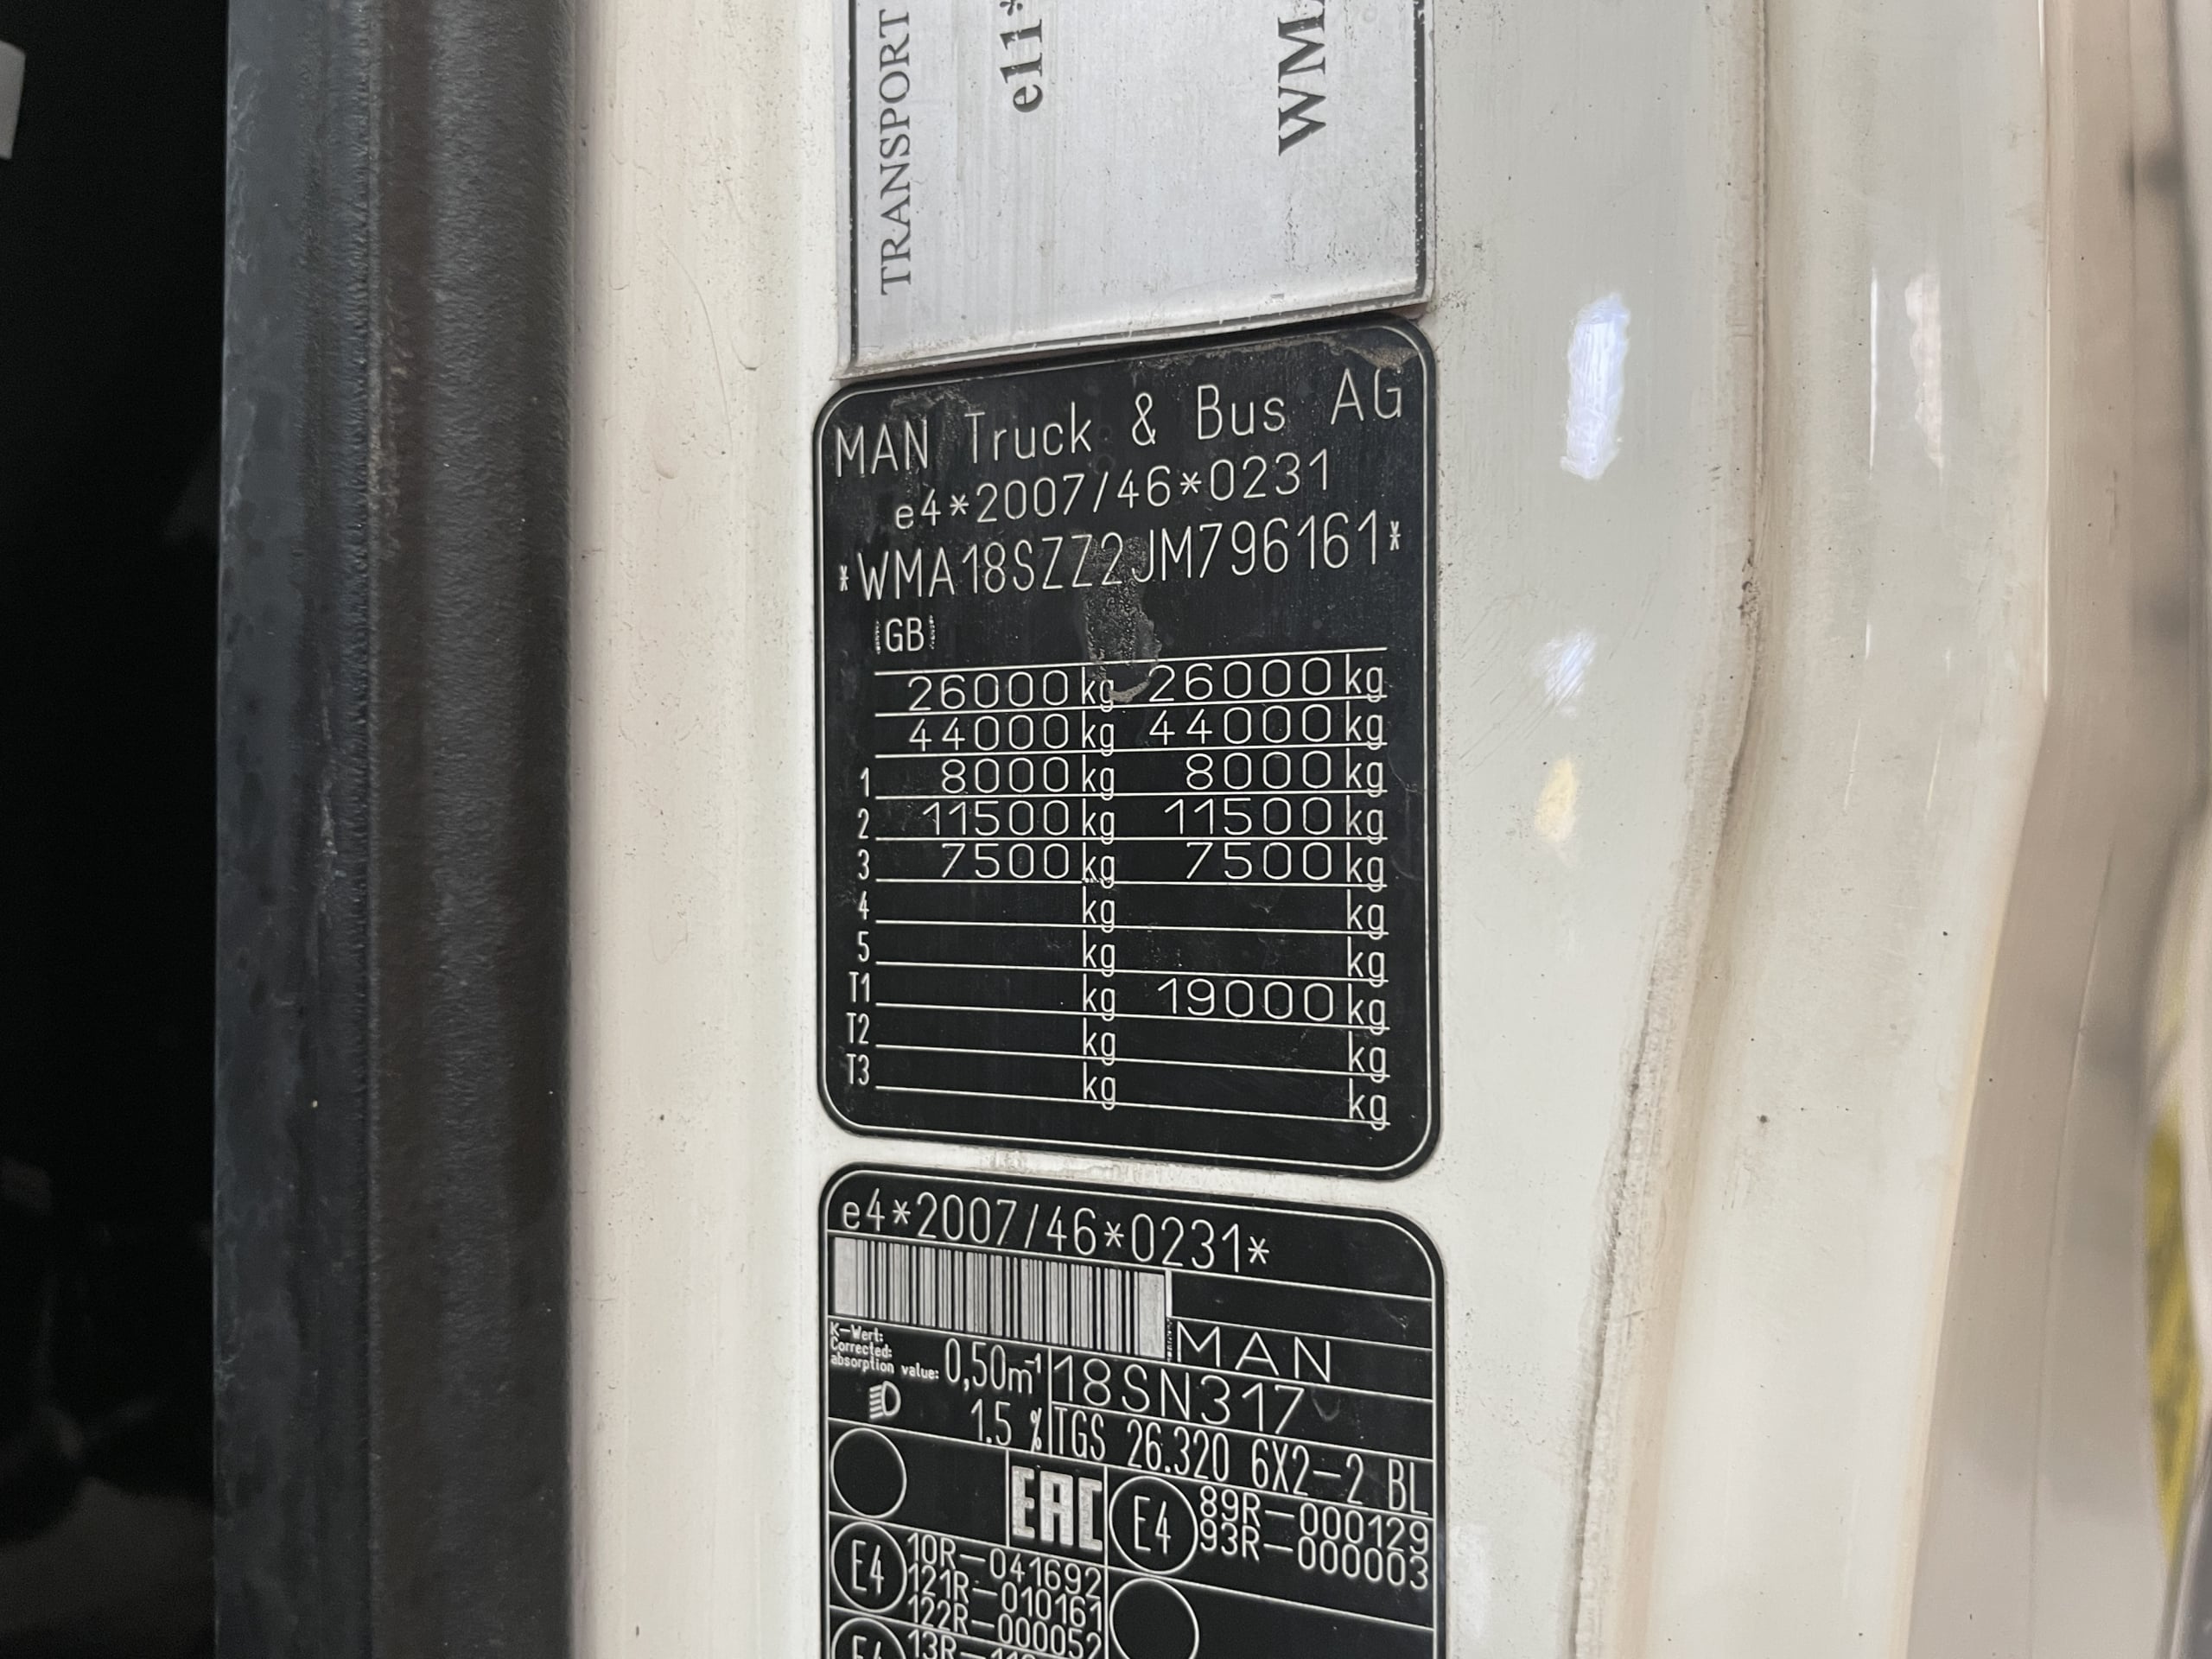 TRANSPORT
e11*
WMA
MAN Truck & Bus AG
e4*2007/46*0231
*WMA18SZZ2JM796161*
GB
26000kg 26000kg
44000kg 44000kg
1 8000kg 8000kg
2 11500kg 11500kg
3 7500kg 7500kg
4 kg kg
5 kg kg
T1 kg 19000kg
T2 kg kg
T3 kg kg
e4*2007/46*0231*
MAN
K-Wert:
Corrected:
absorption value: 0,50m-1
18SN317
1.5 %
TGS 26.320 6X2-2 BL
EAC
E4 89R-000129
93R-000003
E4 10R-041692
121R-010161
122R-000052
E4 13R-